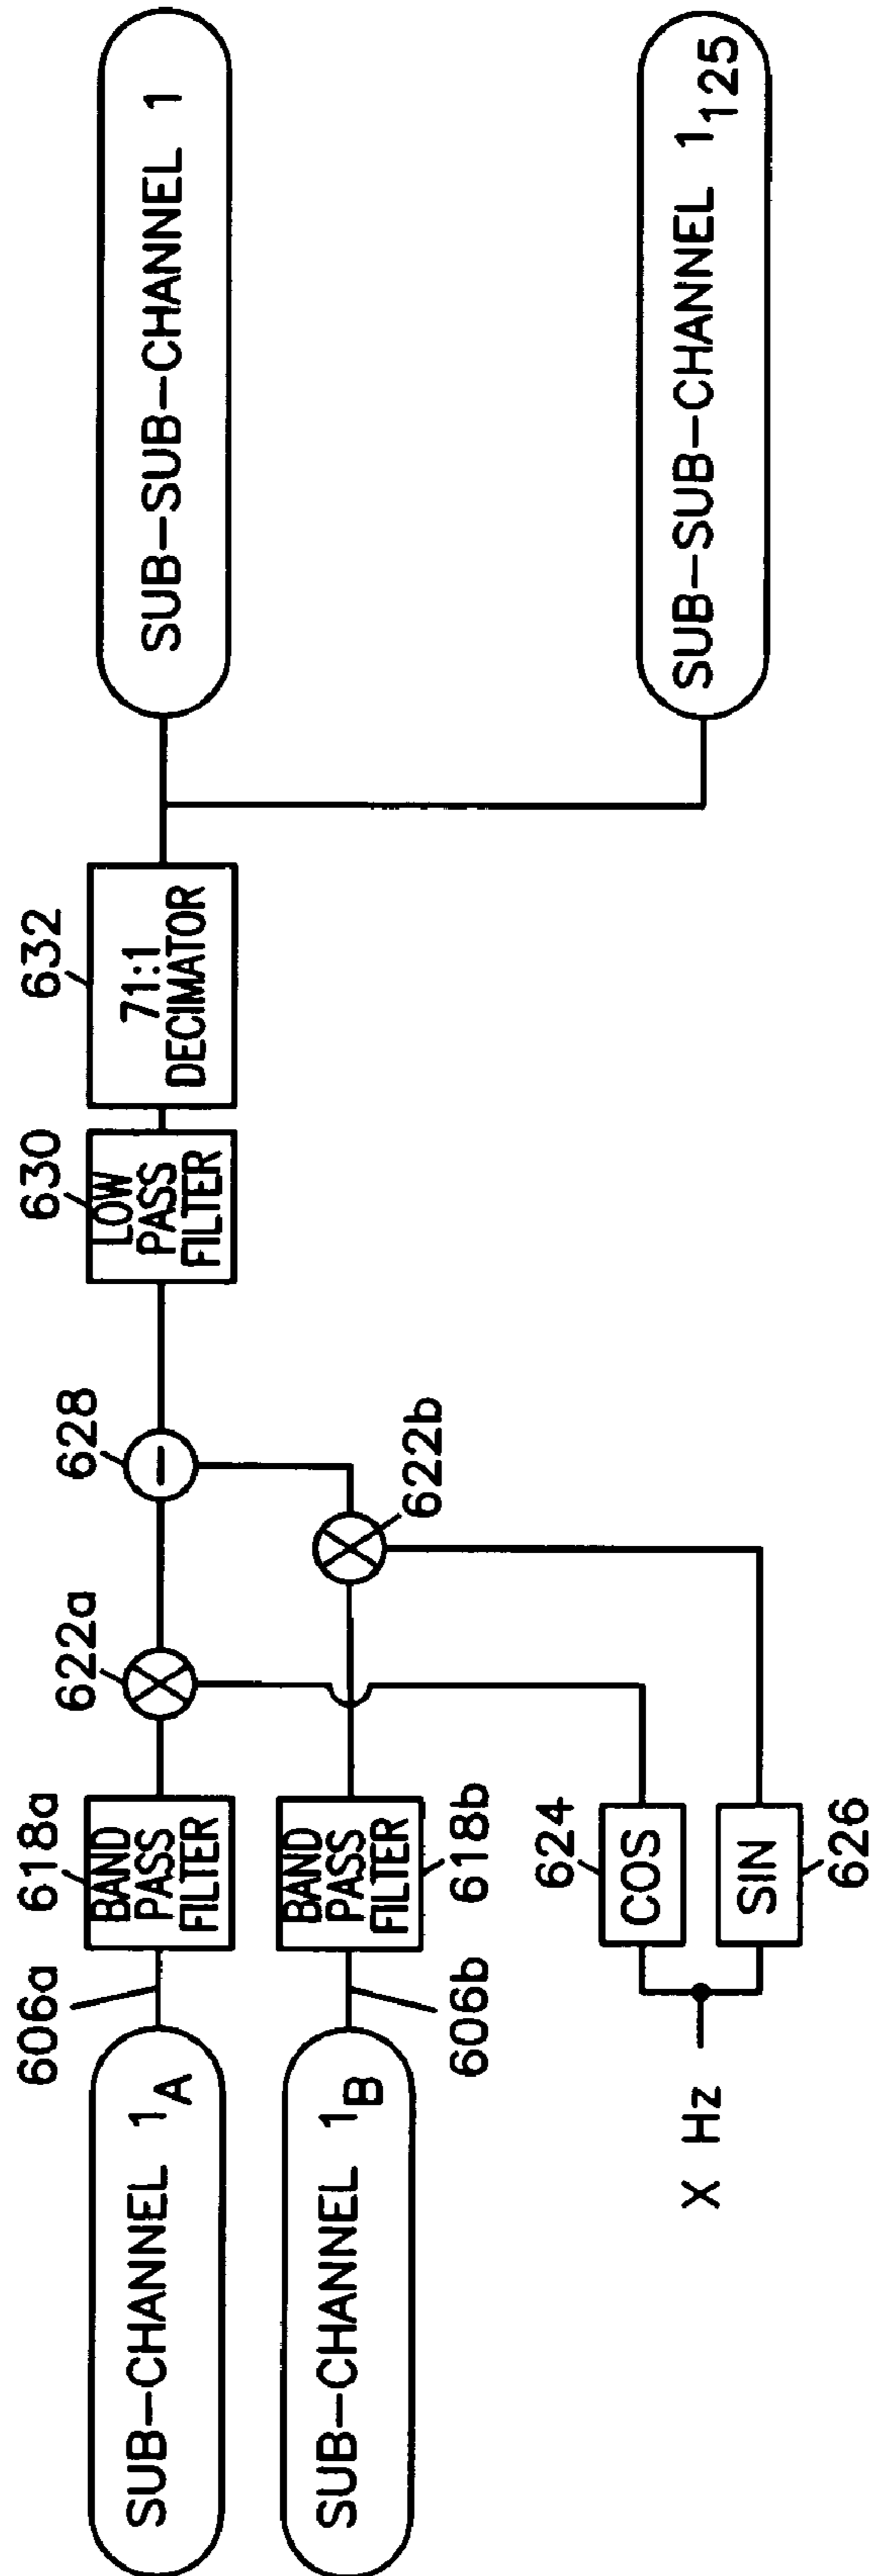 SUB-CHANNEL 1A
606a
618a
BAND
PASS
FILTER
622a
628
630
LOW
PASS
FILTER
632
71:1
DECIMATOR
SUB-SUB-CHANNEL 1
SUB-CHANNEL 1B
606b
BAND
PASS
FILTER
618b
622b
X Hz
624
COS
SIN
626
SUB-SUB-CHANNEL 1125